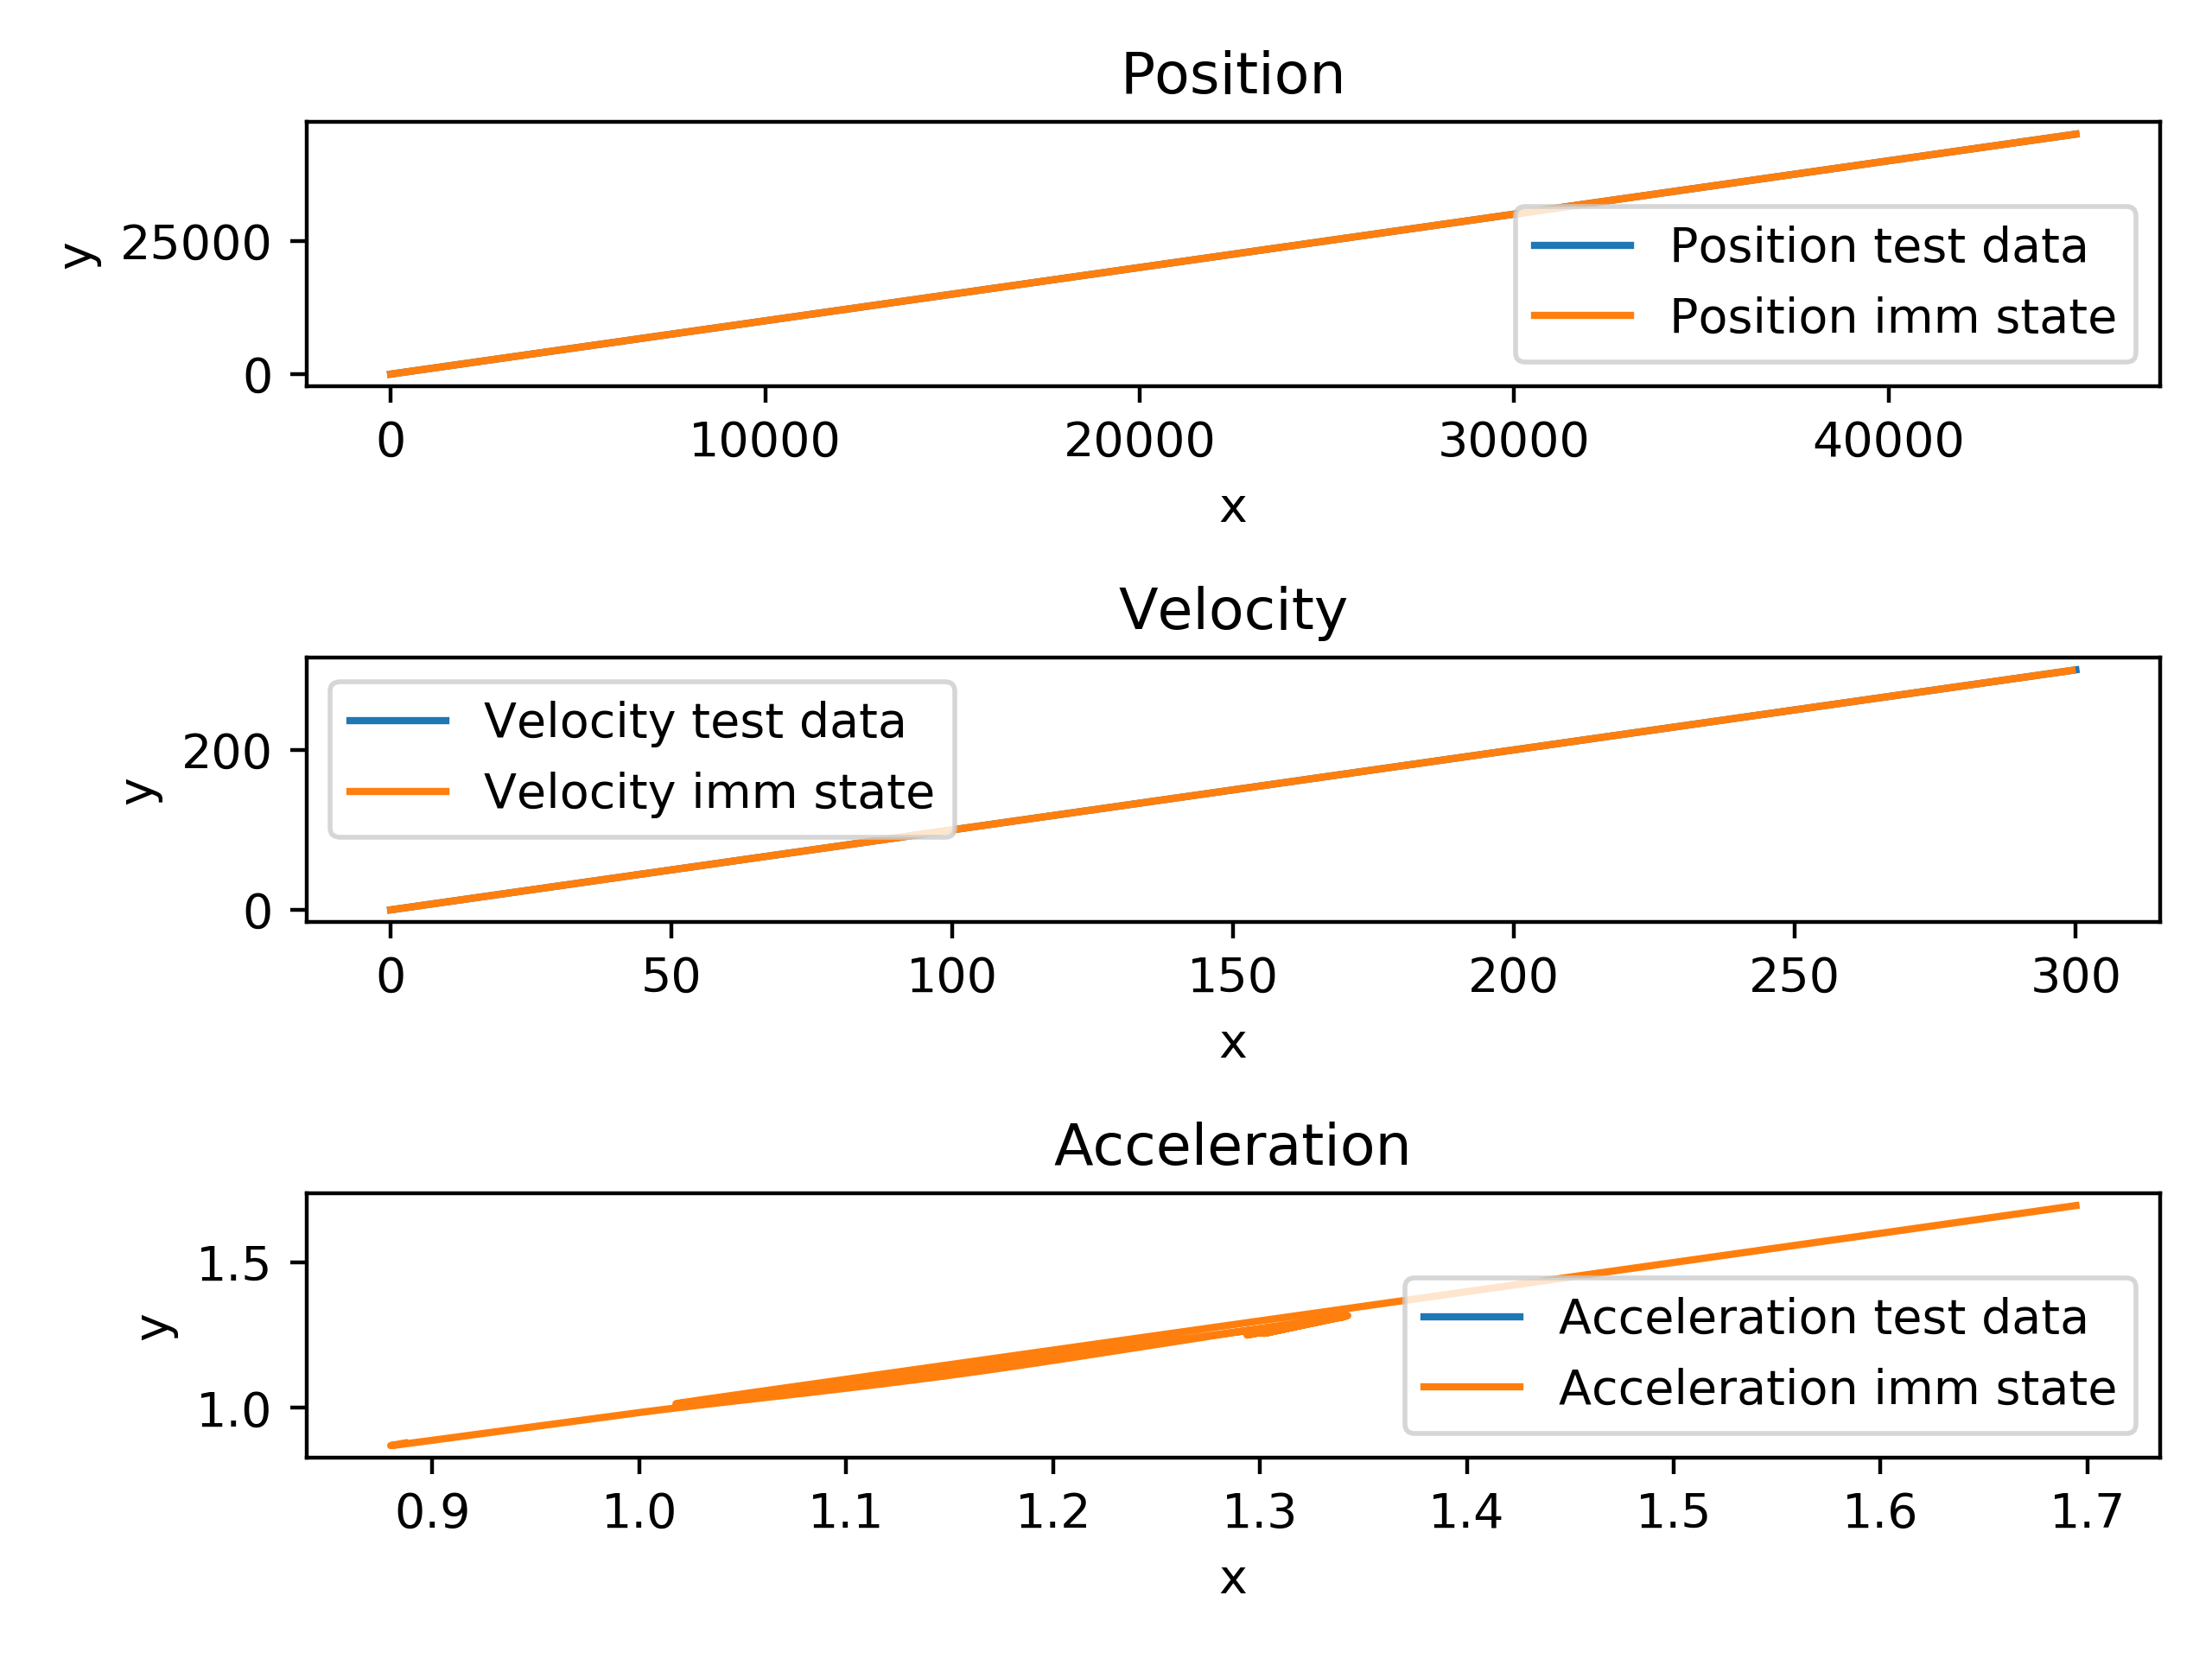 Position
25000
0
y
Position test data
Position imm state
0 10000 20000 30000 40000
x
Velocity
200
0
y
Velocity test data
Velocity imm state
0 50 100 150 200 250 300
x
Acceleration
1.5
1.0
y
Acceleration test data
Acceleration imm state
0.9 1.0 1.1 1.2 1.3 1.4 1.5 1.6 1.7
x